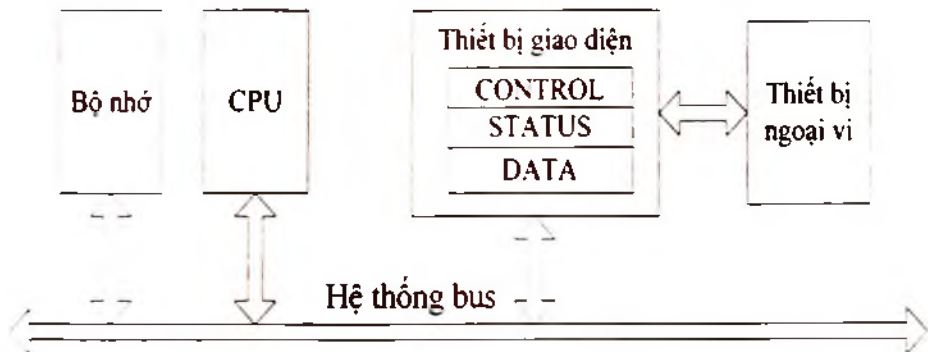 Bộ nhớ
CPU
Thiết bị giao diện
CONTROL
STATUS
DATA
Thiết bị
ngoại vi
Hệ thống bus